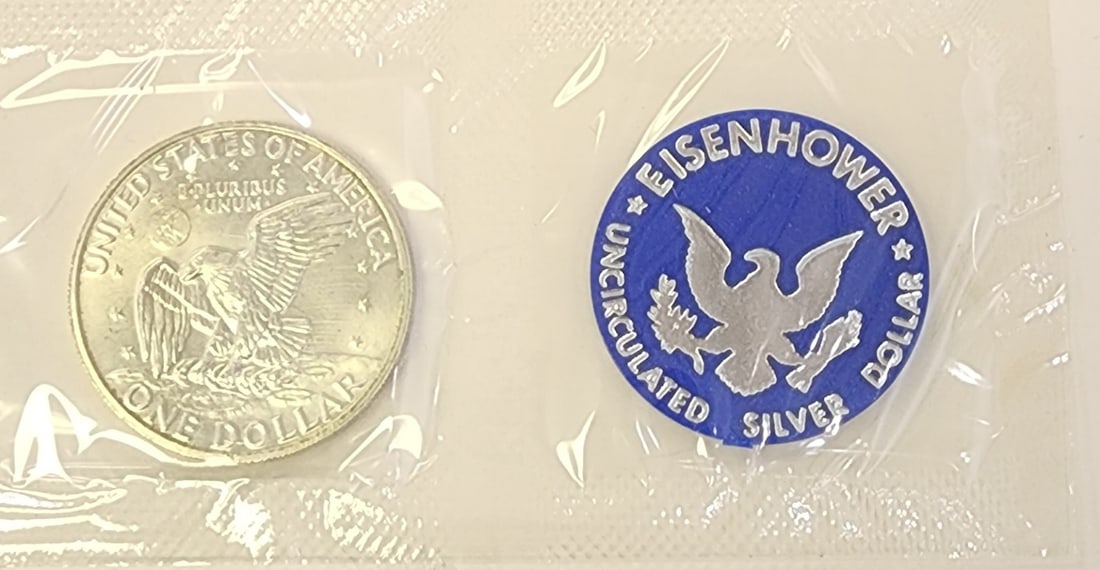 UNITED STATES OF AMERICA
E·PLURIBUS
UNUM
ONE DOLLAR
EISENHOWER
UNCIRCULATED SILVER DOLLAR